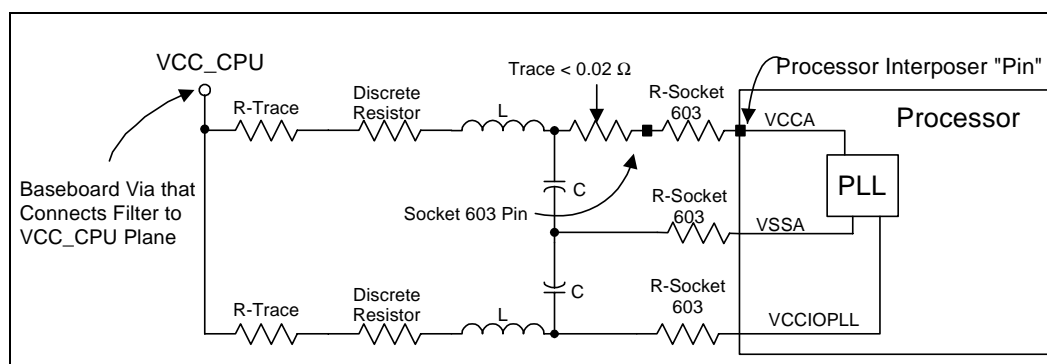 VCC_CPU
Trace < 0.02 Ω
Processor Interposer "Pin"
R-Trace
Discrete
Resistor
L
R-Socket
603
VCCA
Processor
PLL
Baseboard Via that
Connects Filter to
VCC_CPU Plane
C
Socket 603 Pin
R-Socket
603
VSSA
C
R-Trace
Discrete
Resistor
L
R-Socket
603
VCCIOPLL